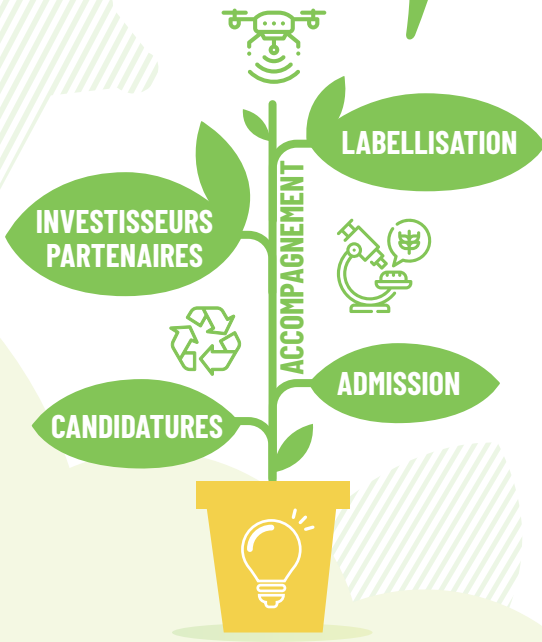 LABELLISATION
INVESTISSEURS
PARTENAIRES
ACCOMPAGNEMENT
ADMISSION
CANDIDATURES